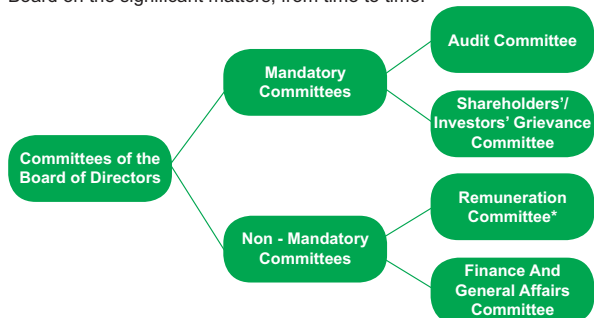 Board on the significant matters, from time to time.
Audit Committee
Mandatory
Committees
Shareholders'/
Investors' Grievance
Committee
Committees of the
Board of Directors
Remuneration
Committee*
Non - Mandatory
Committees
Finance And
General Affairs
Committee